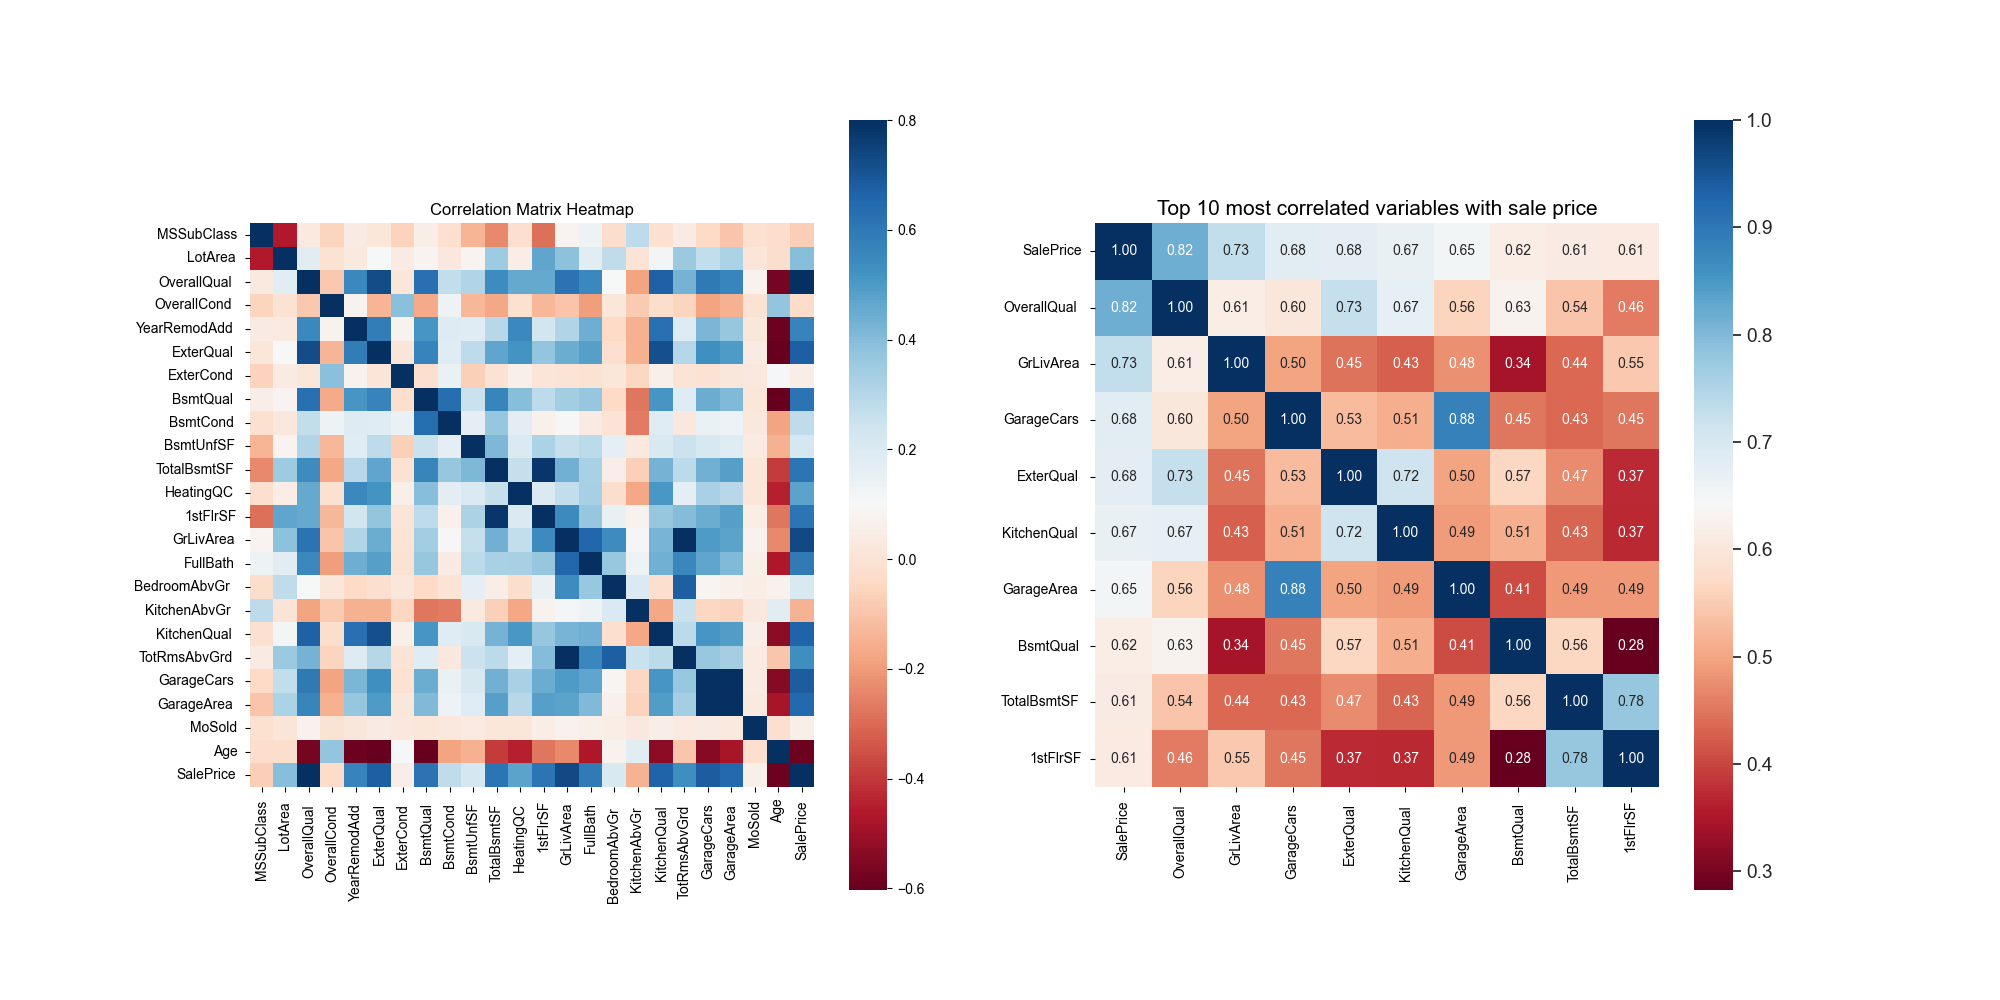 Correlation Matrix Heatmap
MSSubClass
LotArea
OverallQual
OverallCond
YearRemodAdd
ExterQual
ExterCond
BsmtQual
BsmtCond
BsmtUnfSF
TotalBsmtSF
HeatingQC
1stFlrSF
GrLivArea
FullBath
BedroomAbvGr
KitchenAbvGr
KitchenQual
TotRmsAbvGrd
GarageCars
GarageArea
MoSold
Age
SalePrice
MSSubClass
LotArea
OverallQual
OverallCond
YearRemodAdd
ExterQual
ExterCond
BsmtQual
BsmtCond
BsmtUnfSF
TotalBsmtSF
HeatingQC
1stFlrSF
GrLivArea
FullBath
BedroomAbvGr
KitchenAbvGr
KitchenQual
TotRmsAbvGrd
GarageCars
GarageArea
MoSold
Age
SalePrice
0.8
0.6
0.4
0.2
0.0
−0.2
−0.4
−0.6
Top 10 most correlated variables with sale price
SalePrice 1.00 0.82 0.73 0.68 0.68 0.67 0.65 0.62 0.61 0.61
OverallQual 0.82 1.00 0.61 0.60 0.73 0.67 0.56 0.63 0.54 0.46
GrLivArea 0.73 0.61 1.00 0.50 0.45 0.43 0.48 0.34 0.44 0.55
GarageCars 0.68 0.60 0.50 1.00 0.53 0.51 0.88 0.45 0.43 0.45
ExterQual 0.68 0.73 0.45 0.53 1.00 0.72 0.50 0.57 0.47 0.37
KitchenQual 0.67 0.67 0.43 0.51 0.72 1.00 0.49 0.51 0.43 0.37
GarageArea 0.65 0.56 0.48 0.88 0.50 0.49 1.00 0.41 0.49 0.49
BsmtQual 0.62 0.63 0.34 0.45 0.57 0.51 0.41 1.00 0.56 0.28
TotalBsmtSF 0.61 0.54 0.44 0.43 0.47 0.43 0.49 0.56 1.00 0.78
1stFlrSF 0.61 0.46 0.55 0.45 0.37 0.37 0.49 0.28 0.78 1.00
SalePrice
OverallQual
GrLivArea
GarageCars
ExterQual
KitchenQual
GarageArea
BsmtQual
TotalBsmtSF
1stFlrSF
1.0
0.9
0.8
0.7
0.6
0.5
0.4
0.3